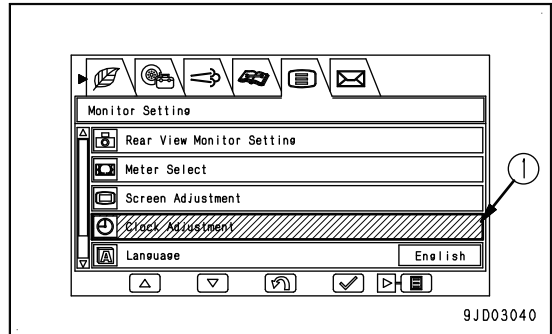 Monitor Setting
Rear View Monitor Setting
Meter Select
Screen Adjustment
1
Clock Adjustment
A Language English
9JD03040